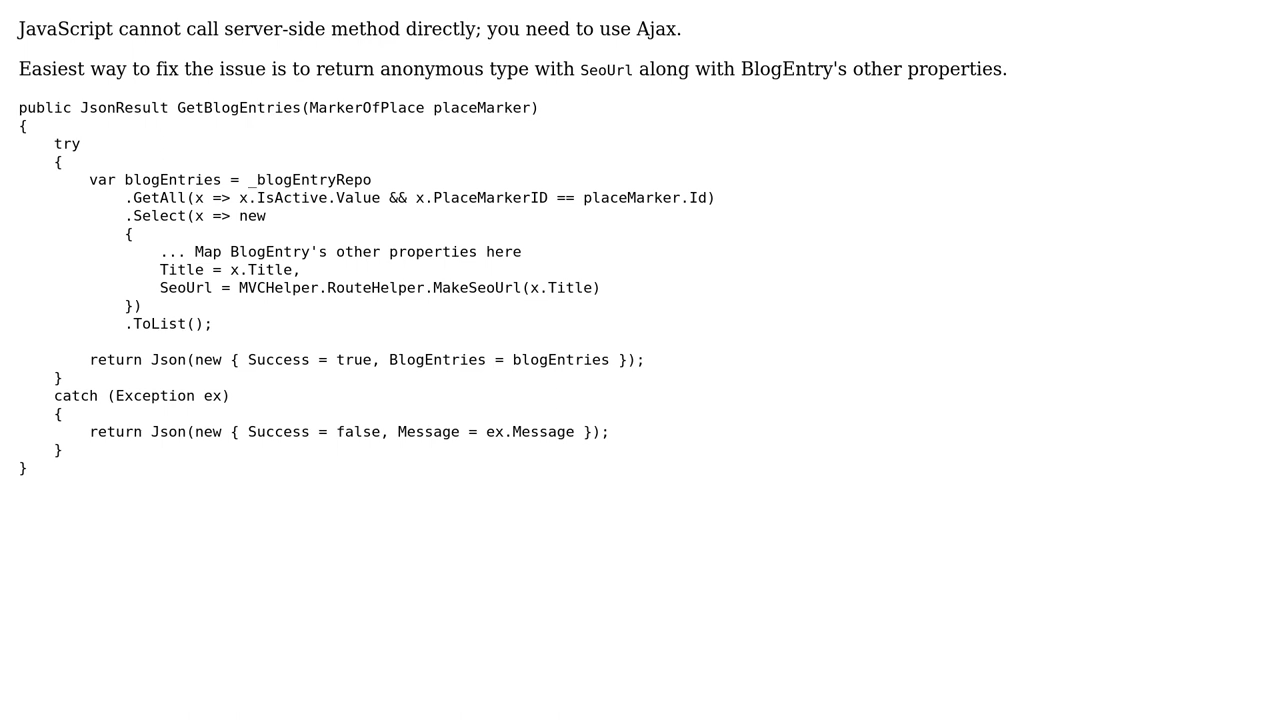 JavaScript cannot call server-side method directly; you need to use Ajax.
Easiest way to fix the issue is to return anonymous type with SeoUrl along with BlogEntry's other properties.
public JsonResult GetBlogEntries(MarkerOfPlace placeMarker)
{
    try
    {
        var blogEntries = _blogEntryRepo
            .GetAll(x => x.IsActive.Value && x.PlaceMarkerID == placeMarker.Id)
            .Select(x => new
            {
                ... Map BlogEntry's other properties here
                Title = x.Title,
                SeoUrl = MVCHelper.RouteHelper.MakeSeoUrl(x.Title)
            })
            .ToList();

        return Json(new { Success = true, BlogEntries = blogEntries });
    }
    catch (Exception ex)
    {
        return Json(new { Success = false, Message = ex.Message });
    }
}